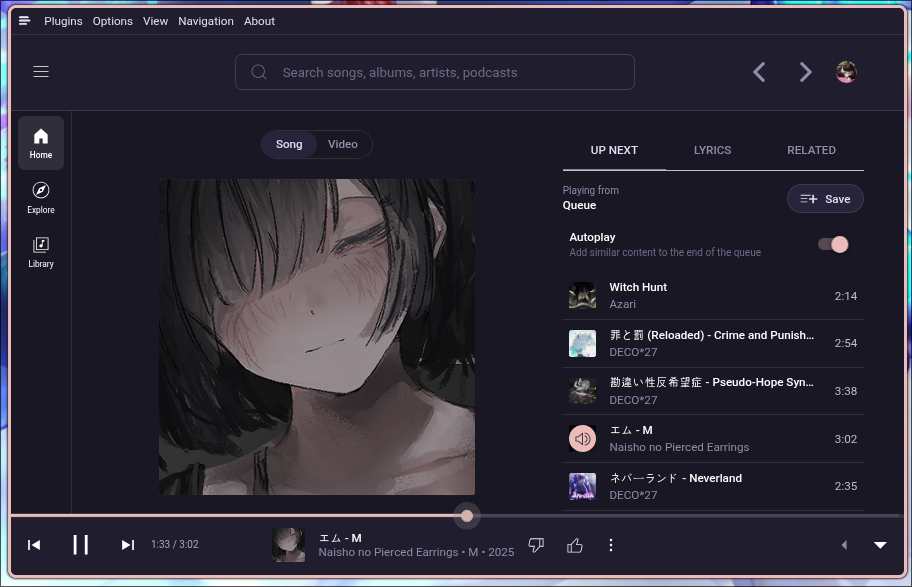 Plugins Options View Navigation About
Search songs, albums, artists, podcasts
Home
Explore
Library
Song Video
UP NEXT LYRICS RELATED
Playing from
Queue
Save
Autoplay
Add similar content to the end of the queue
Witch Hunt
Azari
2:14
罪と罰 (Reloaded) - Crime and Punish...
DECO*27
2:54
勘違い性反希望症 - Pseudo-Hope Syn...
DECO*27
3:38
エム - M
Naisho no Pierced Earrings
3:02
ネバーランド - Neverland
DECO*27
2:35
1:33 / 3:02
エム - M
Naisho no Pierced Earrings • M • 2025